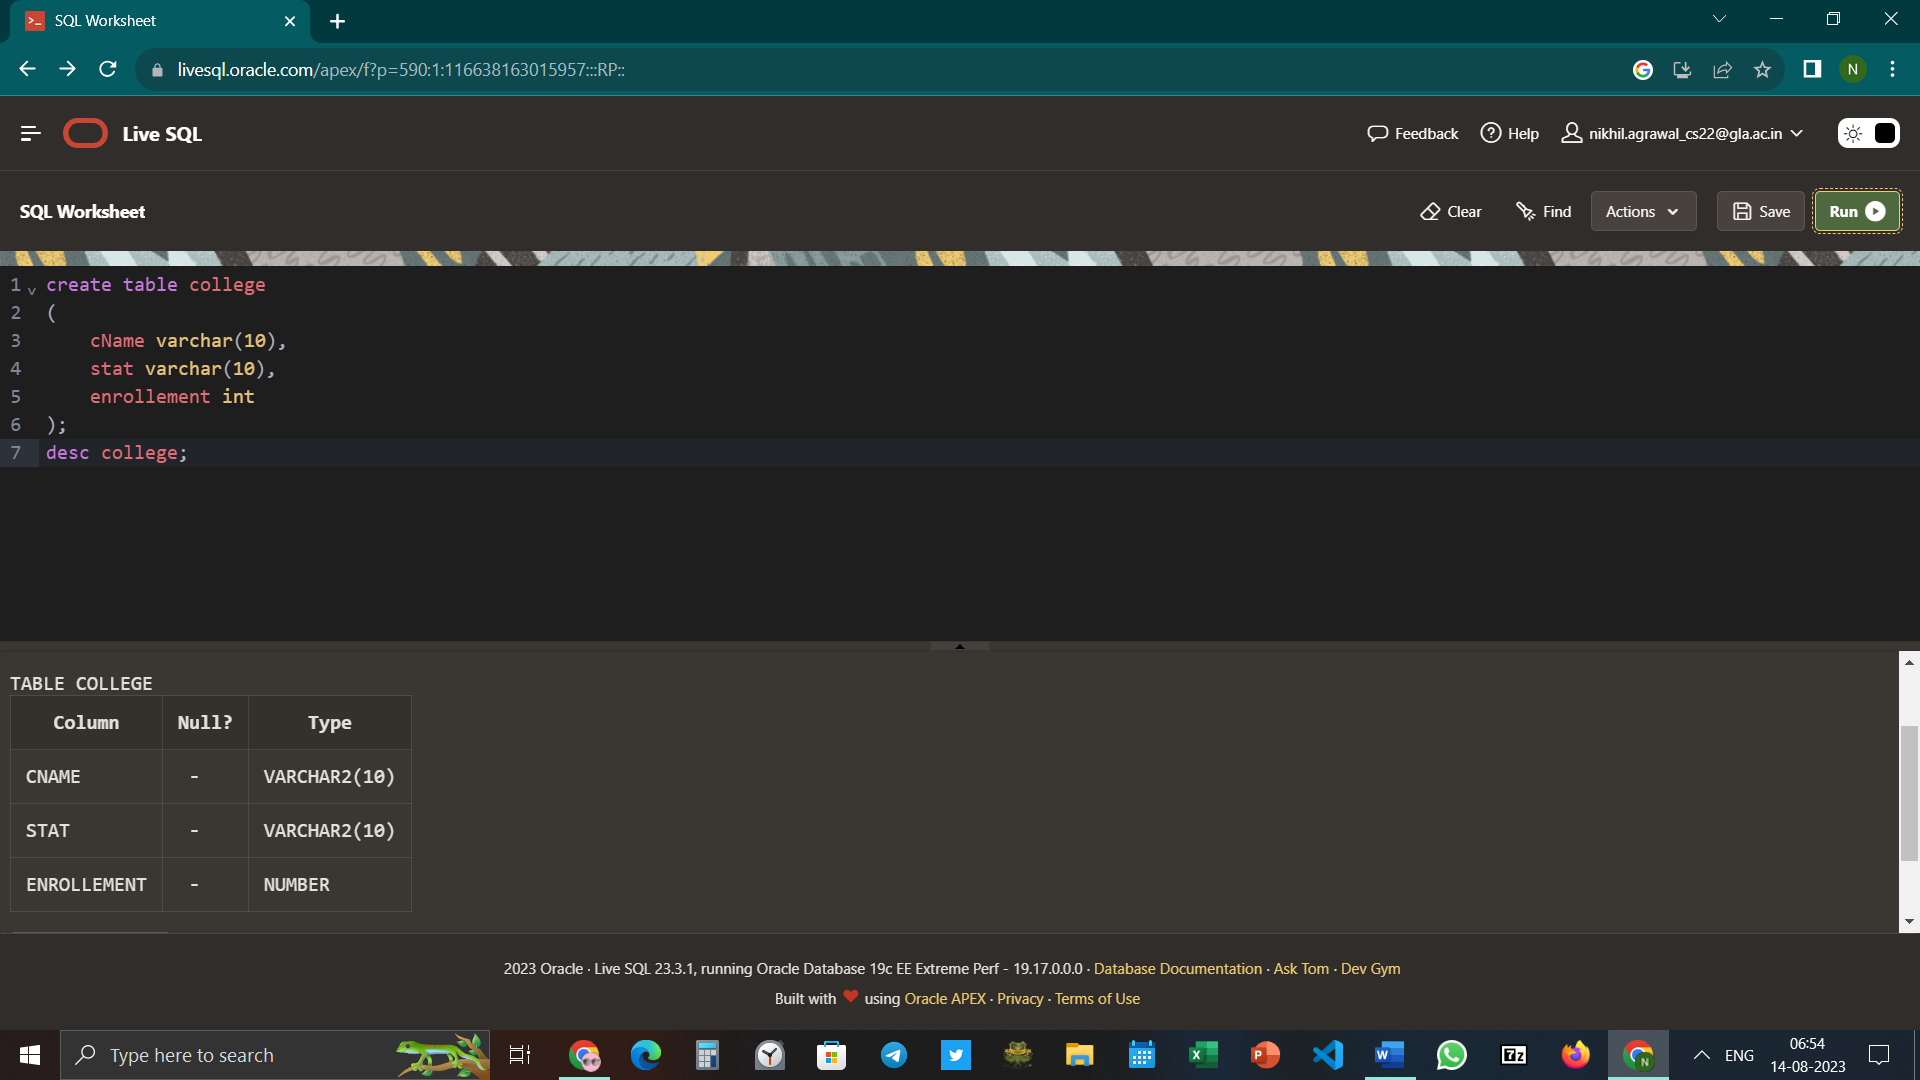 SQL Worksheet
livesql.oracle.com/apex/f?p=590:1:116638163015957:::RP::
N
Live SQL
Feedback
Help
nikhil.agrawal_cs22@gla.ac.in
SQL Worksheet
Clear
Find
Actions
Save
Run
1 create table college
2 (
3 cName varchar(10),
4 stat varchar(10),
5 enrollement int
6 );
7 desc college;
TABLE COLLEGE
Column Null? Type
CNAME - VARCHAR2(10)
STAT - VARCHAR2(10)
ENROLLEMENT - NUMBER
2023 Oracle · Live SQL 23.3.1, running Oracle Database 19c EE Extreme Perf - 19.17.0.0.0 · Database Documentation · Ask Tom · Dev Gym
Built with ❤ using Oracle APEX · Privacy · Terms of Use
Type here to search
7z
N
ENG
06:54
14-08-2023